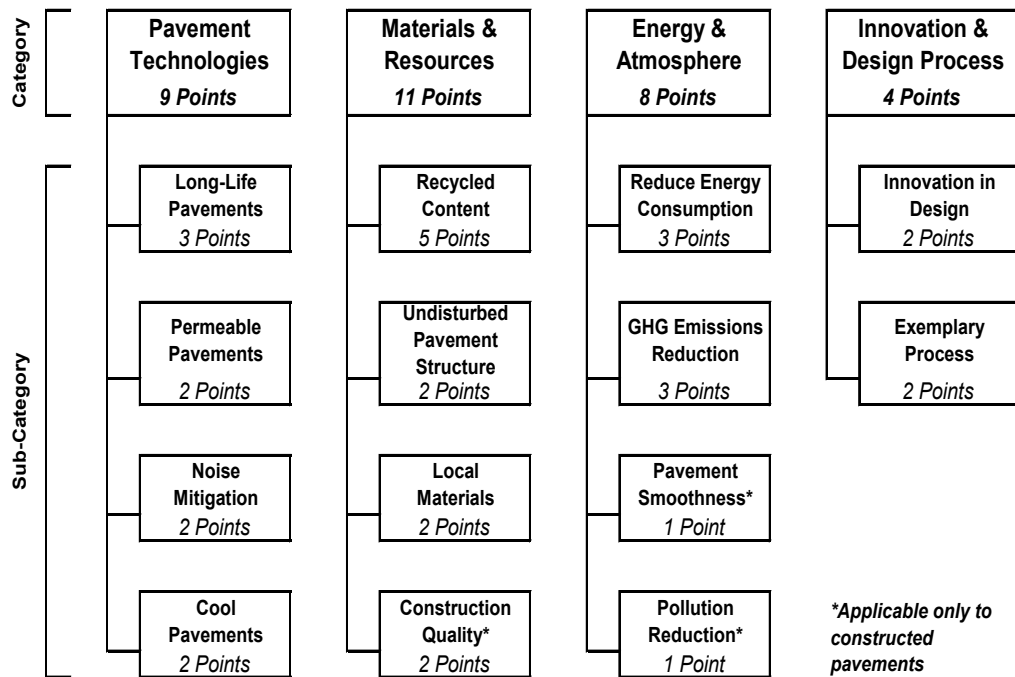 Category
Pavement
Technologies
9 Points
Materials &
Resources
11 Points
Energy &
Atmosphere
8 Points
Innovation &
Design Process
4 Points
Sub-Category
Long-Life
Pavements
3 Points
Permeable
Pavements
2 Points
Noise
Mitigation
2 Points
Cool
Pavements
2 Points
Recycled
Content
5 Points
Undisturbed
Pavement
Structure
2 Points
Local
Materials
2 Points
Construction
Quality*
2 Points
Reduce Energy
Consumption
3 Points
GHG Emissions
Reduction
3 Points
Pavement
Smoothness*
1 Point
Pollution
Reduction*
1 Point
Innovation in
Design
2 Points
Exemplary
Process
2 Points
*Applicable only to
constructed
pavements